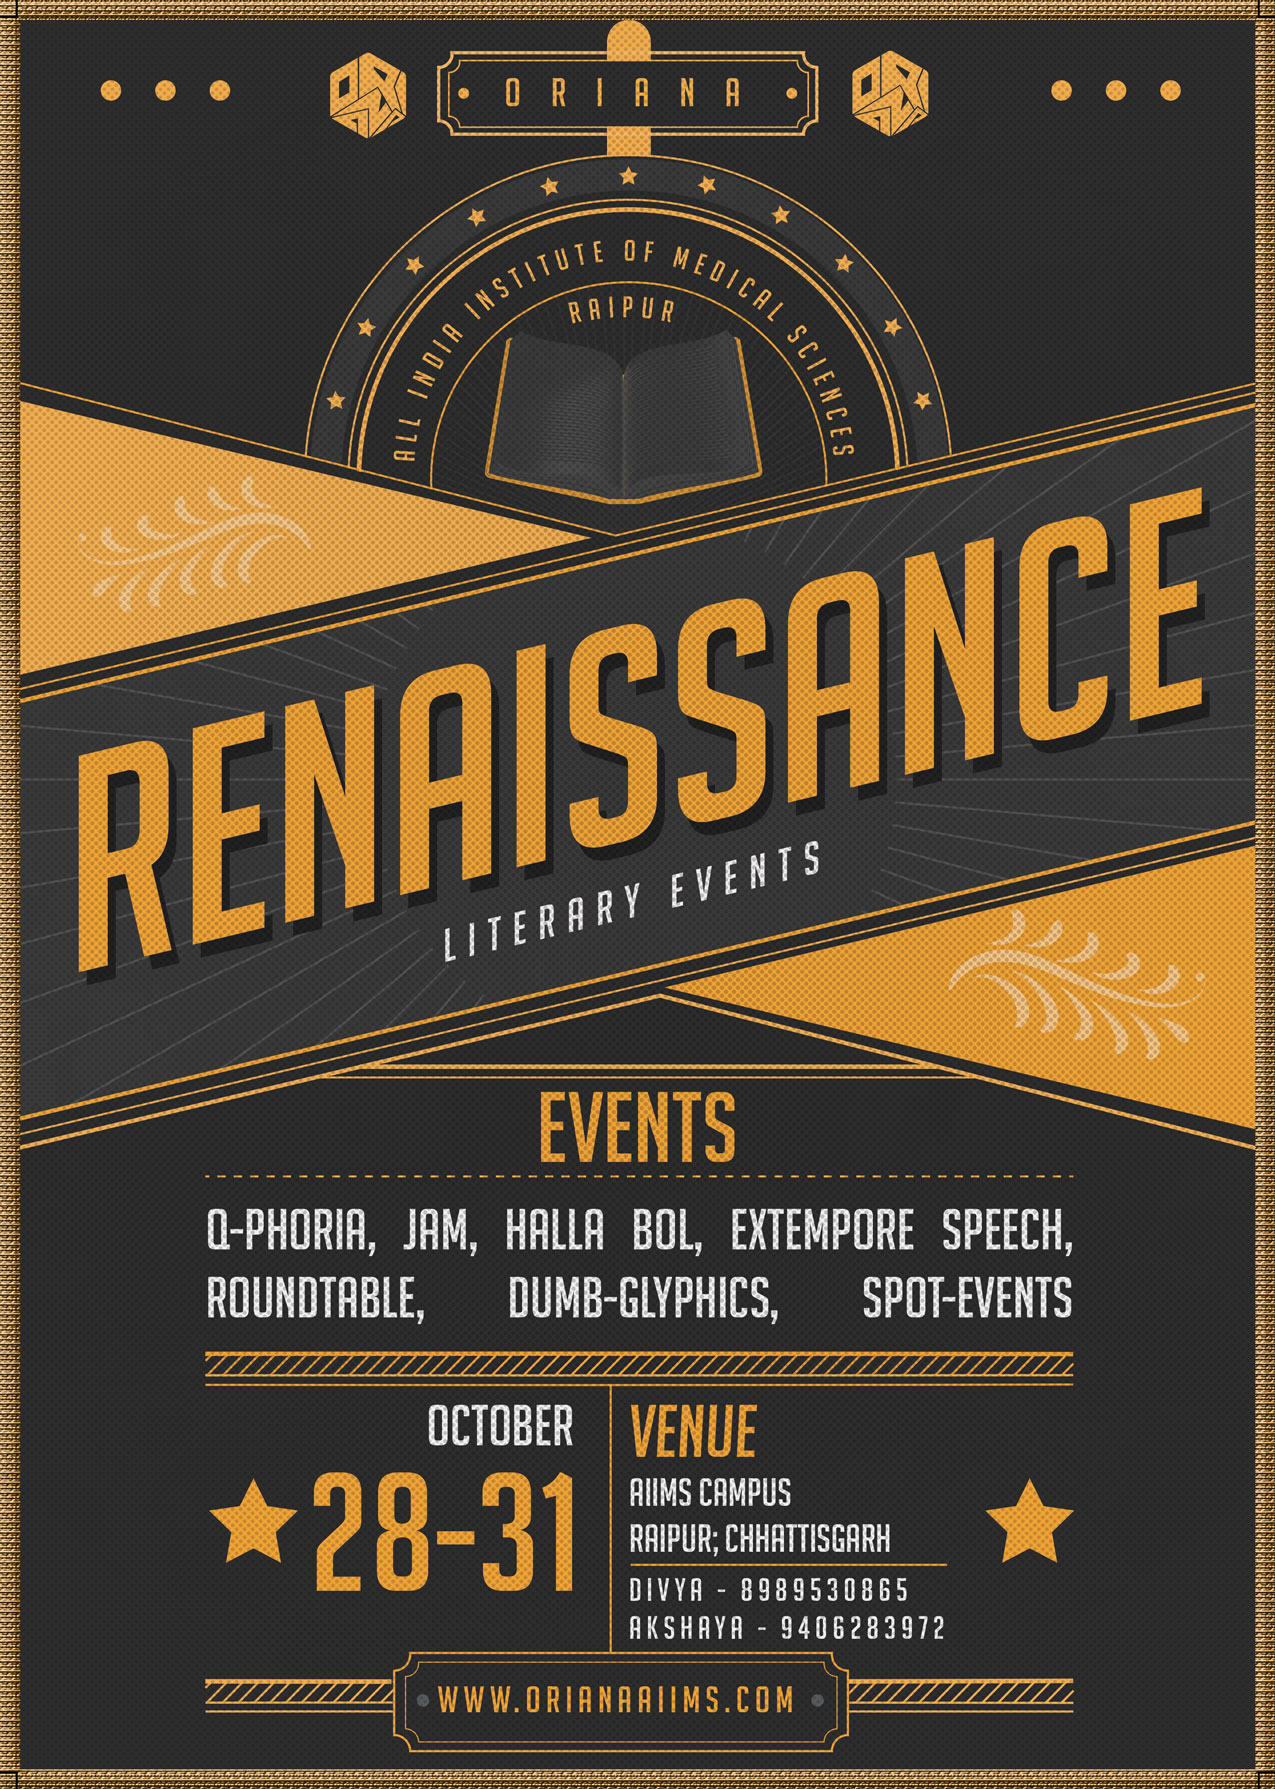 ORIANA
ALL INDIA INSTITUTE OF MEDICAL SCIENCES
RAIPUR
RENAISSANCE
LITERARY EVENTS
EVENTS
Q-PHORIA, JAM, HALLA BOL, EXTEMPORE SPEECH,
ROUNDTABLE, DUMB-GLYPHICS, SPOT-EVENTS
OCTOBER
28-31
VENUE
AIIMS CAMPUS
RAIPUR; CHHATTISGARH
DIVYA - 8989530865
AKSHAYA - 9406283972
WWW.ORIANAAIIMS.COM